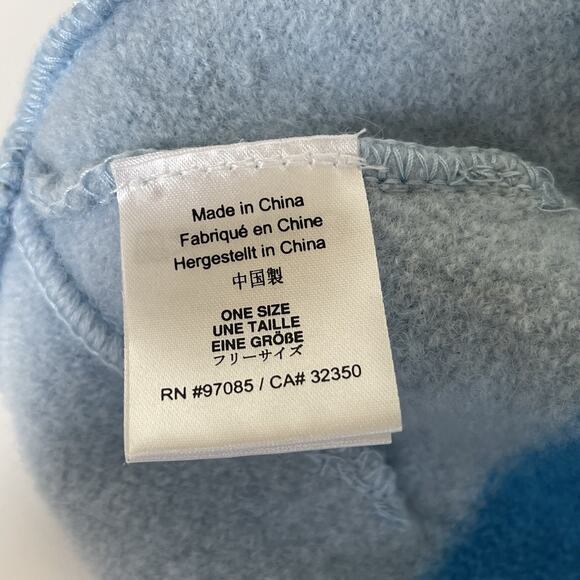 Made in China
Fabriqué en Chine
Hergestellt in China
中国製
ONE SIZE
UNE TAILLE
EINE GRÖßE
フリーサイズ
RN #97085 / CA# 32350